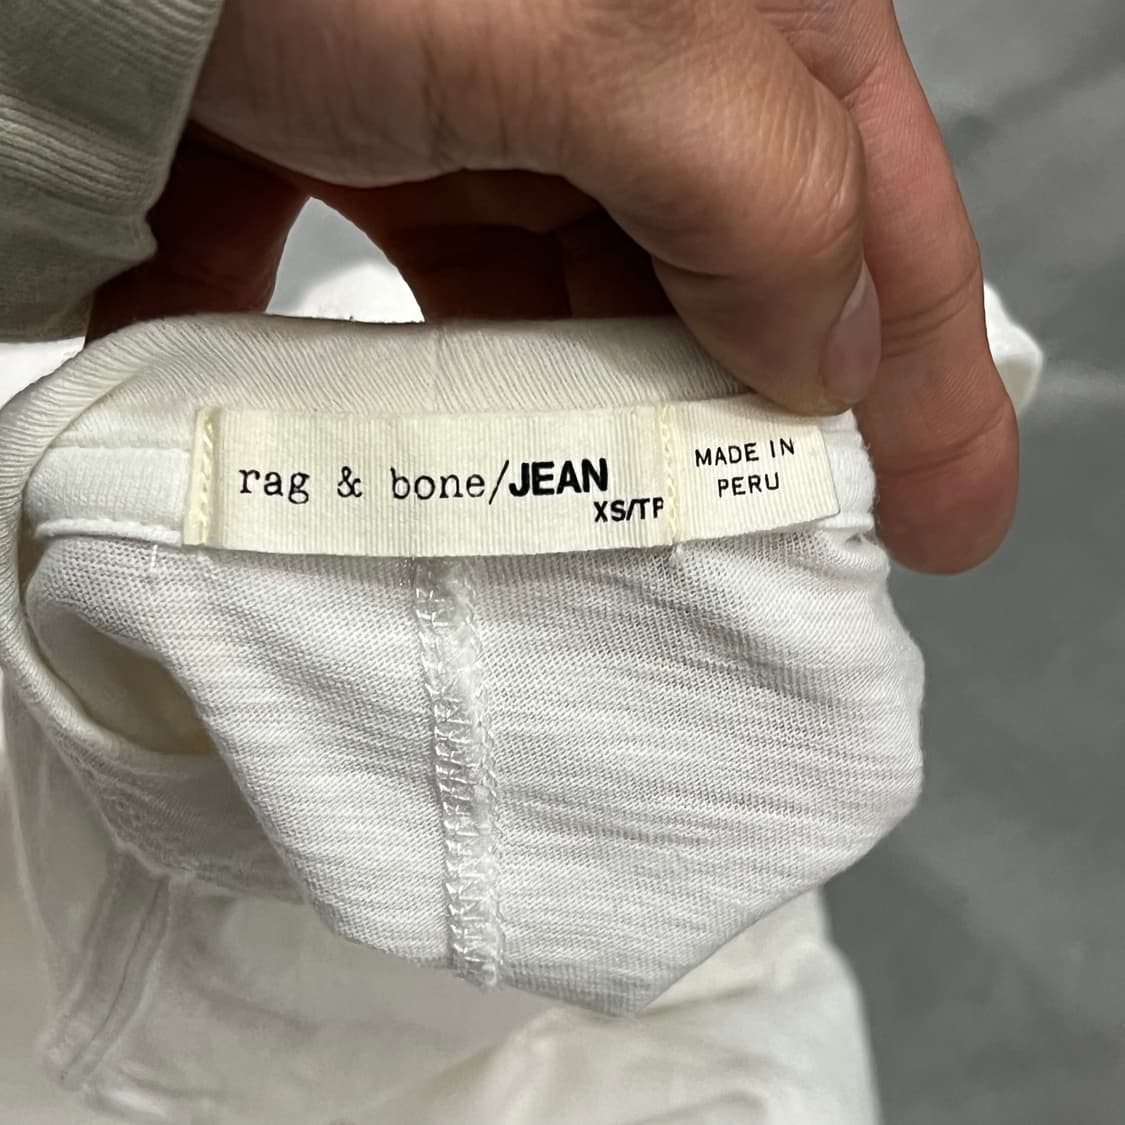 rag & bone/JEAN
XS/TP
MADE IN
PERU